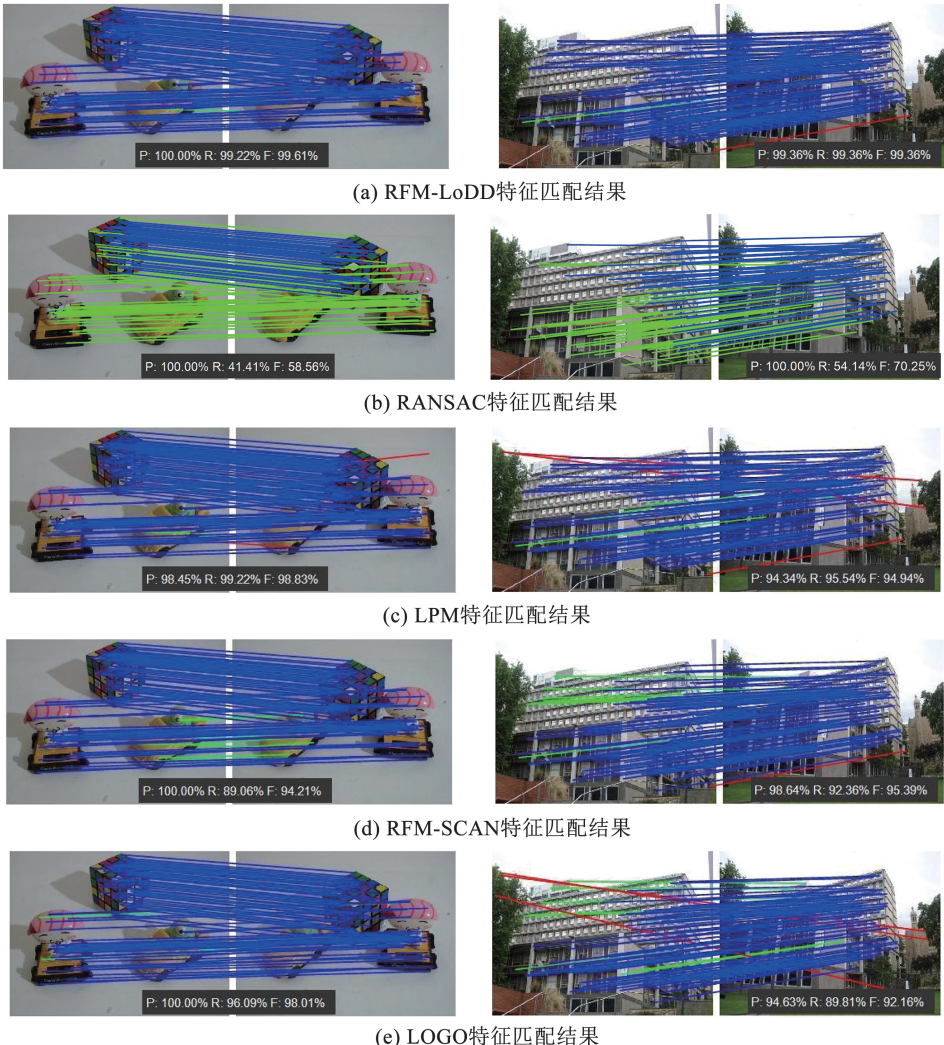 P: 100.00% R: 99.22% F: 99.61%
P: 99.36% R: 99.36% F: 99.36%
(a) RFM-LoDD特征匹配结果
P: 100.00% R: 41.41% F: 58.56%
P: 100.00% R: 54.14% F: 70.25%
(b) RANSAC特征匹配结果
P: 98.45% R: 99.22% F: 98.83%
P: 94.34% R: 95.54% F: 94.94%
(c) LPM特征匹配结果
P: 100.00% R: 89.06% F: 94.21%
P: 98.64% R: 92.36% F: 95.39%
(d) RFM-SCAN特征匹配结果
P: 100.00% R: 96.09% F: 98.01%
P: 94.63% R: 89.81% F: 92.16%
(e) LOGO特征匹配结果